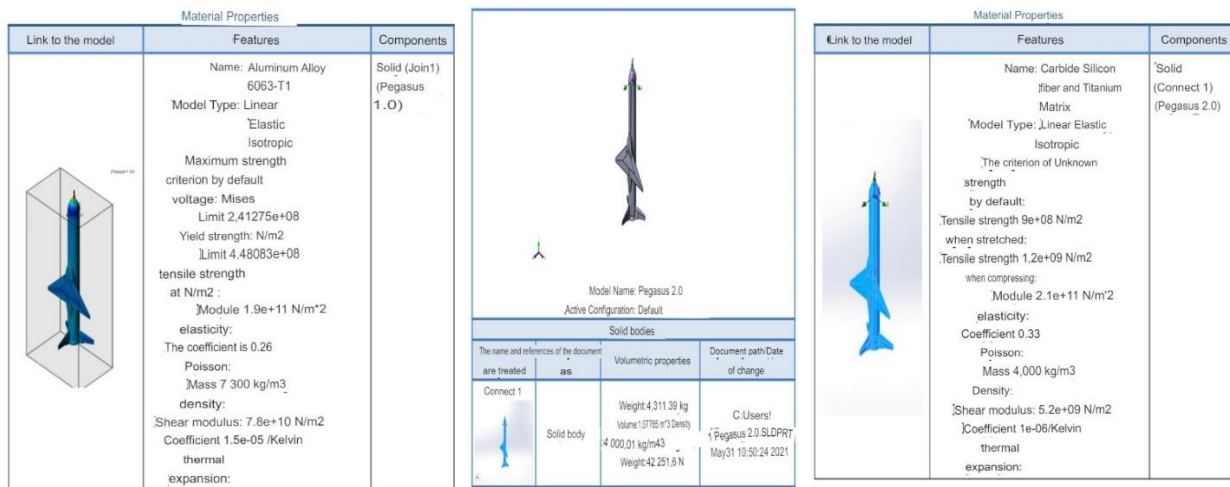 Material Properties
Link to the model
Features
Components
Name: Aluminum Alloy
6063-T1
Model Type: Linear
Elastic
Isotropic
Maximum strength
criterion by default
voltage: Mises
Limit 2,41275e+08
Yield strength: N/m2
Limit 4.48083e+08
tensile strength
at N/m2 :
Module 1.9e+11 N/m*2
elasticity:
The coefficient is 0.26
Poisson:
Mass 7 300 kg/m3
density:
Shear modulus: 7.8e+10 N/m2
Coefficient 1.5e-05 /Kelvin
thermal
expansion:
Solid (Join1)
(Pegasus
1.0)
Model Name: Pegasus 2.0
Active Configuration: Default
Solid bodies
The name and references of the document
are treated
as
Volumetric properties
Document path/Date
of change
Connect 1
Solid body
Weight:4,311.39 kg
Volume:1,07785 m^3 Density
:4 000,01 kg/m43
Weight:42 251,6 N
C:Users!
1 Pegasus 2.0.SLDPRT
May31 10:50:24 2021
Material Properties
Link to the model
Features
Components
Name: Carbide Silicon
fiber and Titanium
Matrix
Model Type: Linear Elastic
Isotropic
The criterion of Unknown
strength
by default:
Tensile strength 9e+08 N/m2
when stretched:
Tensile strength 1,2e+09 N/m2
when compressing:
Module 2.1e+11 N/m'2
elasticity:
Coefficient 0.33
Poisson:
Mass 4,000 kg/m3
Density:
Shear modulus: 5.2e+09 N/m2
Coefficient 1e-06/Kelvin
thermal
expansion:
Solid
(Connect 1)
(Pegasus 2.0)